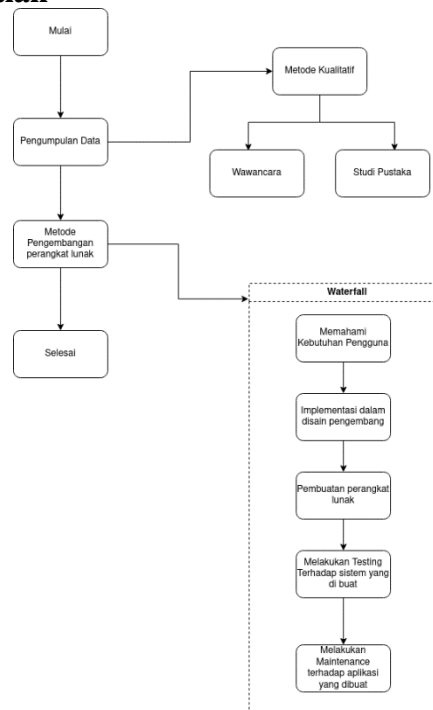 Mulai
Metode Kualitatif
Pengumpulan Data
Wawancara
Studi Pustaka
Metode
Pengembangan
perangkat lunak
Waterfall
Memahami
Kebutuhan Pengguna
Selesai
Implementasi dalam
disain pengembang
Pembuatan perangkat
lunak
Melakukan Testing
Terhadap sistem yang
di buat
Melakukan
Maintenance
terhadap aplikasi
yang dibuat